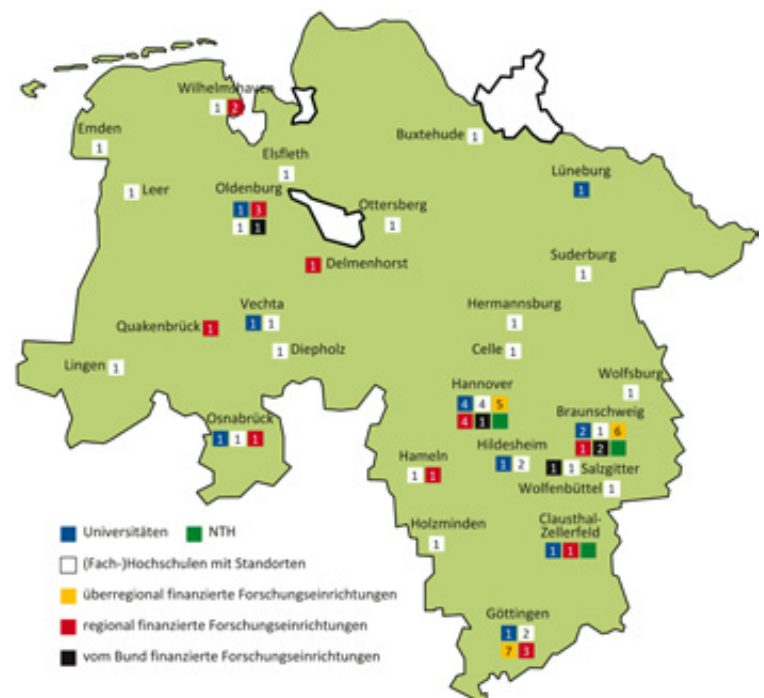 Wilhelmshaven
1 2
Emden
1
Buxtehude 1
Elsfleth
1
Leer
1
Lüneburg
1
Oldenburg
1 3
1 1
Ottersberg
1
Suderburg
1
1 Delmenhorst
Hermannsburg
1
Vechta
1 1
Quakenbrück 1
1 Diepholz
Celle 1
Lingen 1
Wolfsburg
1
Hannover
4 4 5
4 1
Braunschweig
2 1 6
1 2
Osnabrück
1 1 1
Hildesheim
1 2
Hameln
1 1
1 1 Salzgitter
Wolfenbüttel 1
Holzminden
1
Clausthal-
Zellerfeld
1 1
Göttingen
1 2
7 3
Universitäten NTH
(Fach-)Hochschulen mit Standorten
überregional finanzierte Forschungseinrichtungen
regional finanzierte Forschungseinrichtungen
vom Bund finanzierte Forschungseinrichtungen